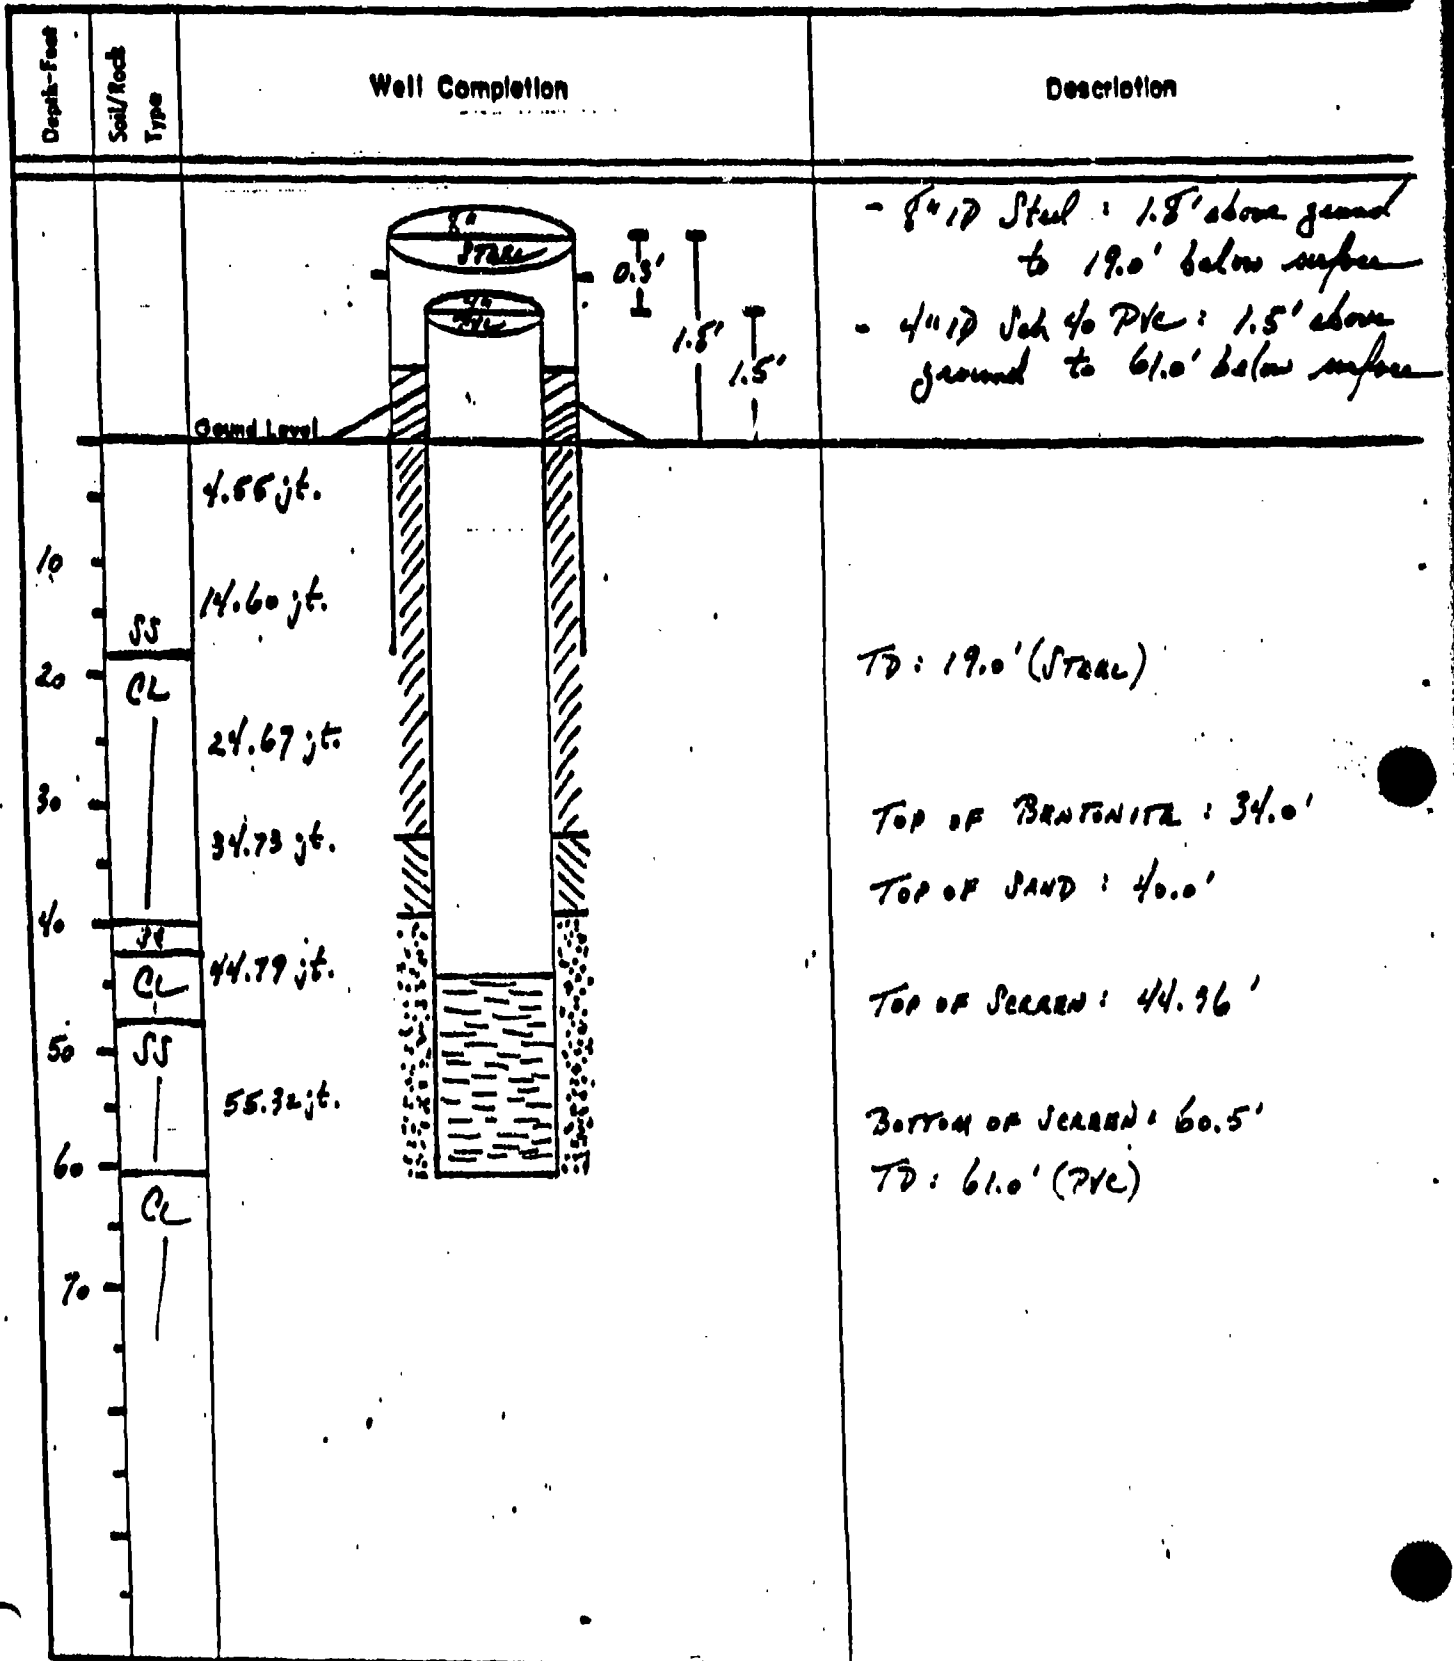 Depth-Feet
Soil/Rock
Type
Well Completion
Description
8"
STEEL
4"
PVC
0.3'
1.8'
1.5'
- 8" ID Steel : 1.8' above ground
to 19.0' below surface
- 4" ID Sch 40 PVC : 1.5' above
ground to 61.0' below surface
Gound Level
4.55 jt.
10
14.60 jt.
SS
20
CL
TD : 19.0' (STEEL)
24.67 jt.
30
TOP OF BENTONITE : 34.0'
34.73 jt.
TOP OF SAND : 40.0'
40
44.79 jt.
CL
TOP OF SCREEN : 44.96'
50
SS
55.32 jt.
BOTTOM OF SCREEN : 60.5'
60
TD : 61.0' (PVC)
CL
70